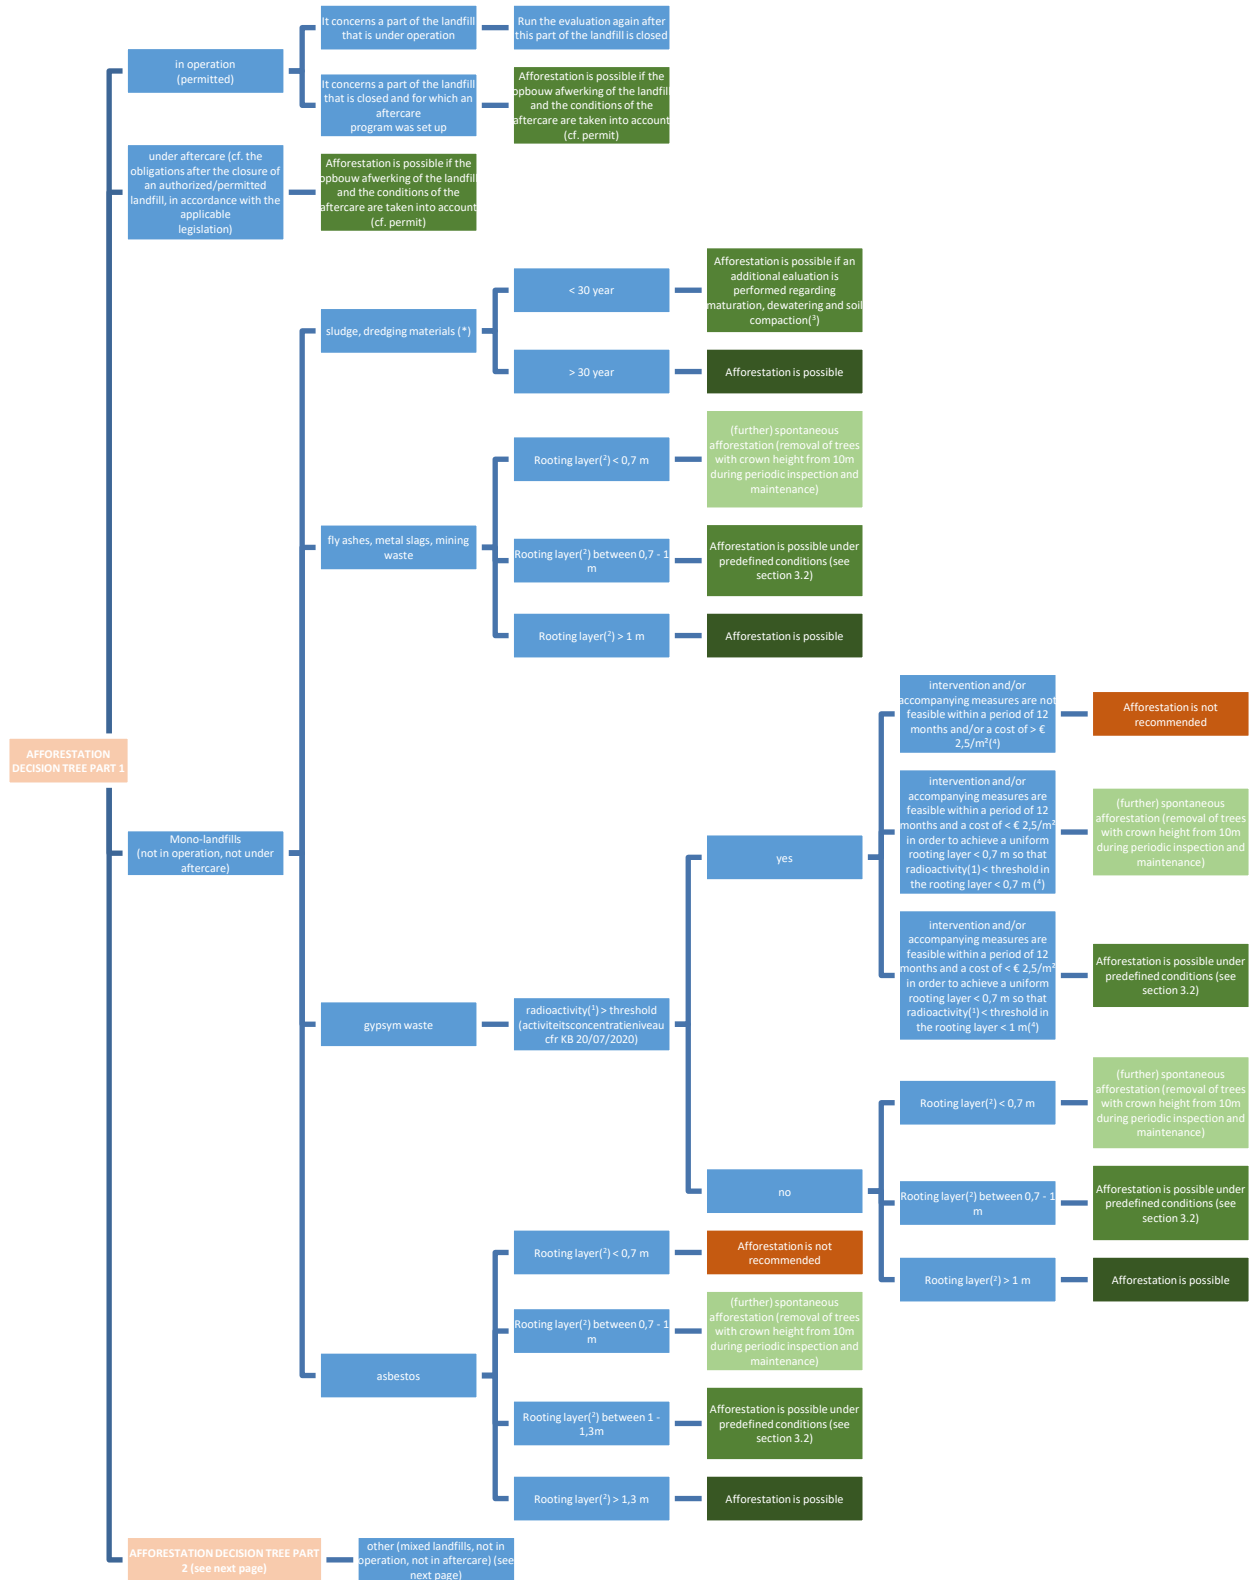 It concerns a part of the landfill
that is under operation
Run the evaluation again after
this part of the landfill is closed
in operation
(permitted)
It concerns a part of the landfill
that is closed and for which an
aftercare
program was set up
Afforestation is possible if the
opbouw afwerking of the landfill
and the conditions of the
aftercare are taken into account
(cf. permit)
under aftercare (cf. the
obligations after the closure of
an authorized/permitted
landfill, in accordance with the
applicable
legislation)
Afforestation is possible if the
opbouw afwerking of the landfill
and the conditions of the
aftercare are taken into account
(cf. permit)
AFFORESTATION
DECISION TREE PART 1
Mono-landfills
(not in operation, not under
aftercare)
sludge, dredging materials (*)
< 30 year
Afforestation is possible if an
additional ealuation is
performed regarding
maturation, dewatering and soil
compaction(³)
> 30 year
Afforestation is possible
fly ashes, metal slags, mining
waste
Rooting layer(²) < 0,7 m
(further) spontaneous
afforestation (removal of trees
with crown height from 10m
during periodic inspection and
maintenance)
Rooting layer(²) between 0,7 - 1
m
Afforestation is possible under
predefined conditions (see
section 3.2)
Rooting layer(²) > 1 m
Afforestation is possible
gypsym waste
radioactivity(¹) > threshold
(activiteitsconcentratieniveau
cfr KB 20/07/2020)
yes
intervention and/or
accompanying measures are not
feasible within a period of 12
months and/or a cost of > €
2,5/m²(⁴)
Afforestation is not
recommended
intervention and/or
accompanying measures are
feasible within a period of 12
months and a cost of < € 2,5/m²
in order to achieve a uniform
rooting layer < 0,7 m so that
radioactivity(1) < threshold in
the rooting layer < 0,7 m (⁴)
(further) spontaneous
afforestation (removal of trees
with crown height from 10m
during periodic inspection and
maintenance)
intervention and/or
accompanying measures are
feasible within a period of 12
months and a cost of < € 2,5/m²
in order to achieve a uniform
rooting layer < 0,7 m so that
radioactivity(¹) < threshold in
the rooting layer < 1 m(⁴)
Afforestation is possible under
predefined conditions (see
section 3.2)
no
Rooting layer(²) < 0,7 m
(further) spontaneous
afforestation (removal of trees
with crown height from 10m
during periodic inspection and
maintenance)
Rooting layer(²) between 0,7 - 1
m
Afforestation is possible under
predefined conditions (see
section 3.2)
Rooting layer(²) > 1 m
Afforestation is possible
asbestos
Rooting layer(²) < 0,7 m
Afforestation is not
recommended
Rooting layer(²) between 0,7 - 1
m
(further) spontaneous
afforestation (removal of trees
with crown height from 10m
during periodic inspection and
maintenance)
Rooting layer(²) between 1 -
1,3m
Afforestation is possible under
predefined conditions (see
section 3.2)
Rooting layer(²) > 1,3 m
Afforestation is possible
AFFORESTATION DECISION TREE PART
2 (see next page)
other (mixed landfills, not in
operation, not in aftercare) (see
next page)